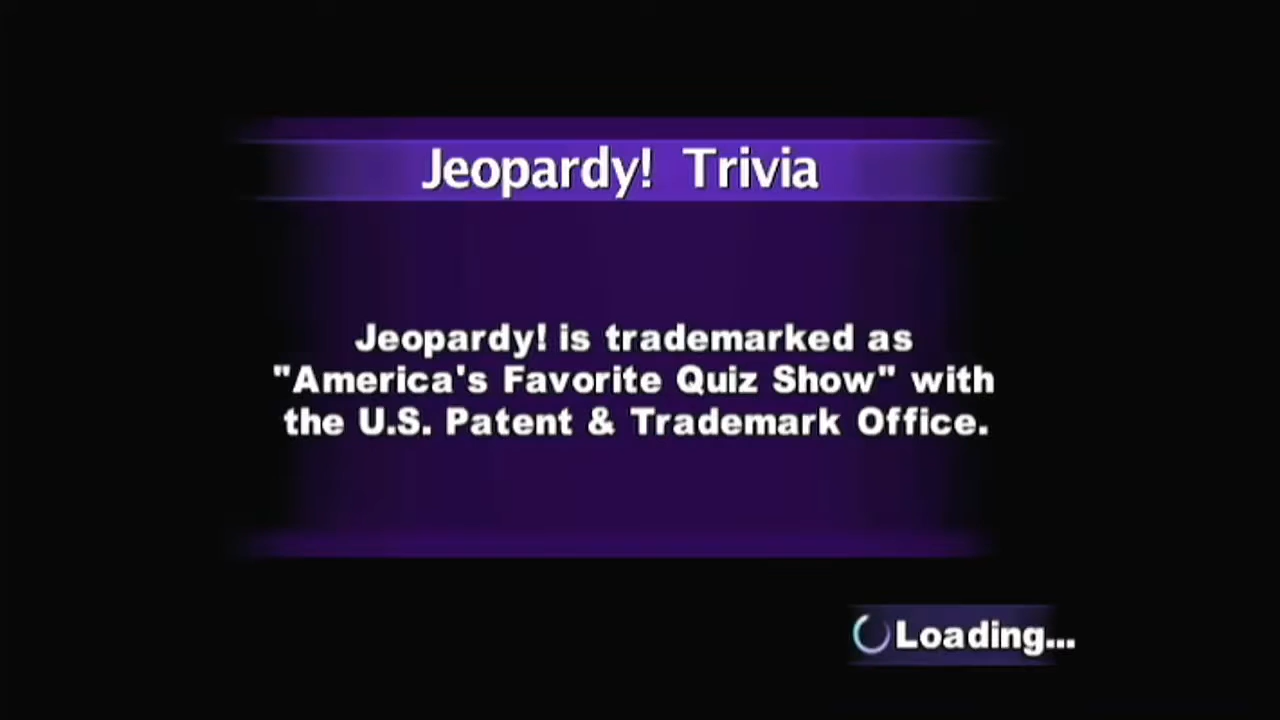 Jeopardy! Trivia
Jeopardy! is trademarked as
"America's Favorite Quiz Show" with
the U.S. Patent & Trademark Office.
Loading...